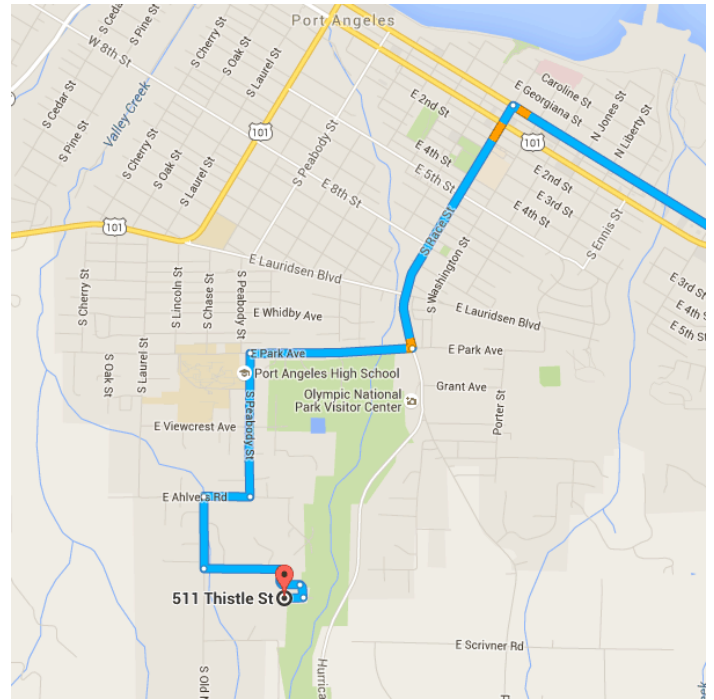 Port Angeles
S Cedar St
S Pine St
W 8th St
S Cherry St
S Oak St
S Laurel St
Valley Creek
S Cedar St
S Pine St
S Cherry St
S Oak St
S Laurel St
101
S Peabody St
E 8th St
E 2nd St
E 4th St
E 5th St
Caroline St
E Georgiana St
N Jones St
N Liberty St
101
E 2nd St
E 3rd St
E 4th St
S Ennis St
S Race St
S Washington St
101
E Lauridsen Blvd
E 3rd St
E 4th St
E 5th St
S Cherry St
S Lincoln St
S Chase St
S Peabody St
E Whidby Ave
E Lauridsen Blvd
S Oak St
S Laurel St
E Park Ave
E Park Ave
Port Angeles High School
Grant Ave
Olympic National
Park Visitor Center
Porter St
S Peabody St
E Viewcrest Ave
E Ahlvers Rd
511 Thistle St
E Scrivner Rd
S Old
Hurrica